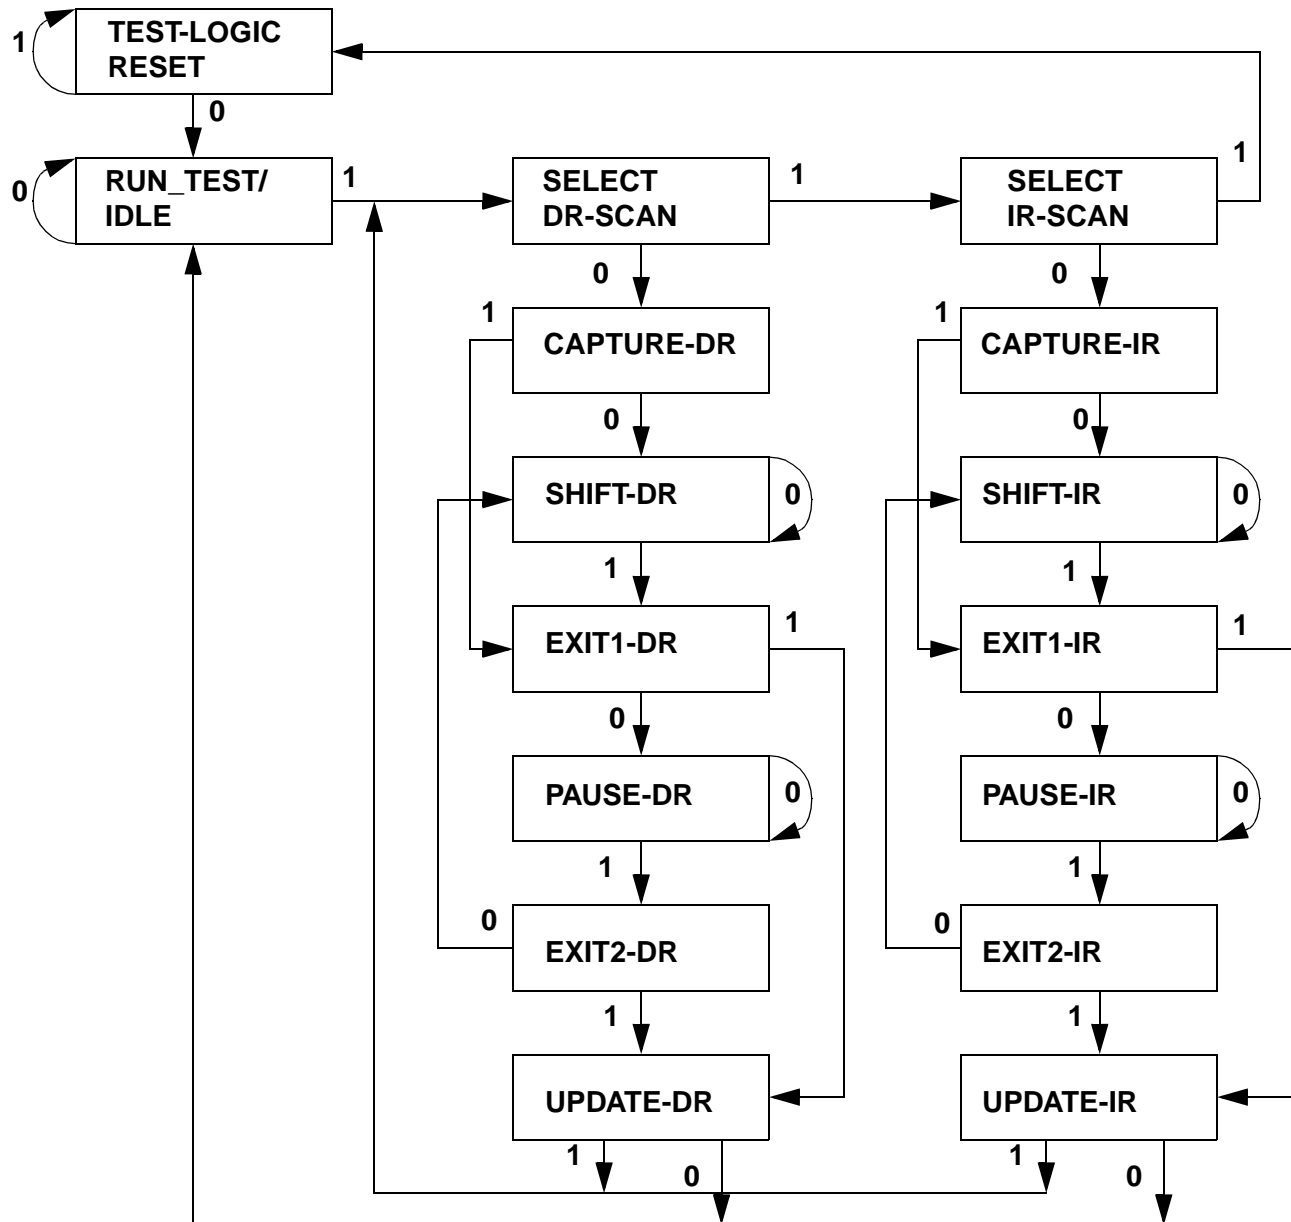 1
TEST-LOGIC
RESET
0
0
RUN_TEST/
IDLE
1
SELECT
DR-SCAN
1
SELECT
IR-SCAN
1
0
0
1
CAPTURE-DR
1
CAPTURE-IR
0
0
SHIFT-DR
0
SHIFT-IR
0
1
1
EXIT1-DR
1
EXIT1-IR
1
0
0
PAUSE-DR
0
PAUSE-IR
0
1
1
0
EXIT2-DR
0
EXIT2-IR
1
1
UPDATE-DR
UPDATE-IR
1
0
1
0